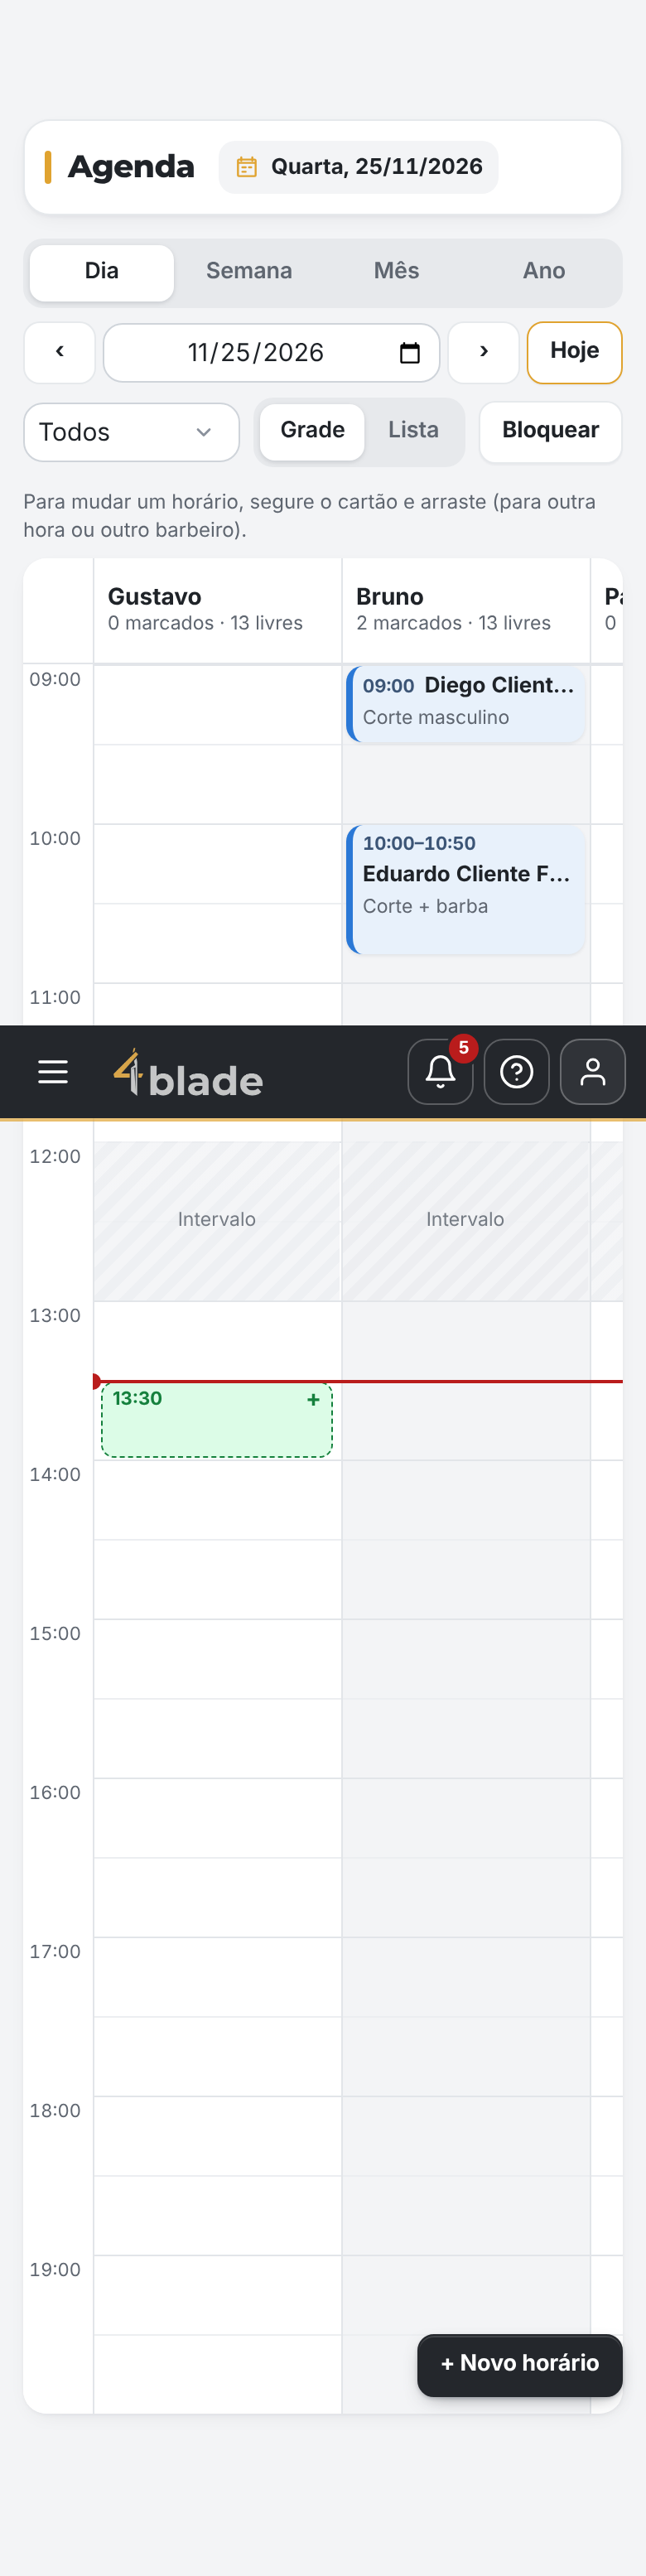 Agenda
Quarta, 25/11/2026
Dia Semana Mês Ano
‹ 11/25/2026 › Hoje
Todos Grade Lista Bloquear
Para mudar um horário, segure o cartão e arraste (para outra
hora ou outro barbeiro).
Gustavo
0 marcados · 13 livres
Bruno
2 marcados · 13 livres
0
09:00
09:00 Diego Client...
Corte masculino
10:00
10:00–10:50
Eduardo Cliente F...
Corte + barba
11:00
4blade
5
12:00
Intervalo Intervalo
13:00
13:30 +
14:00
15:00
16:00
17:00
18:00
19:00
+ Novo horário